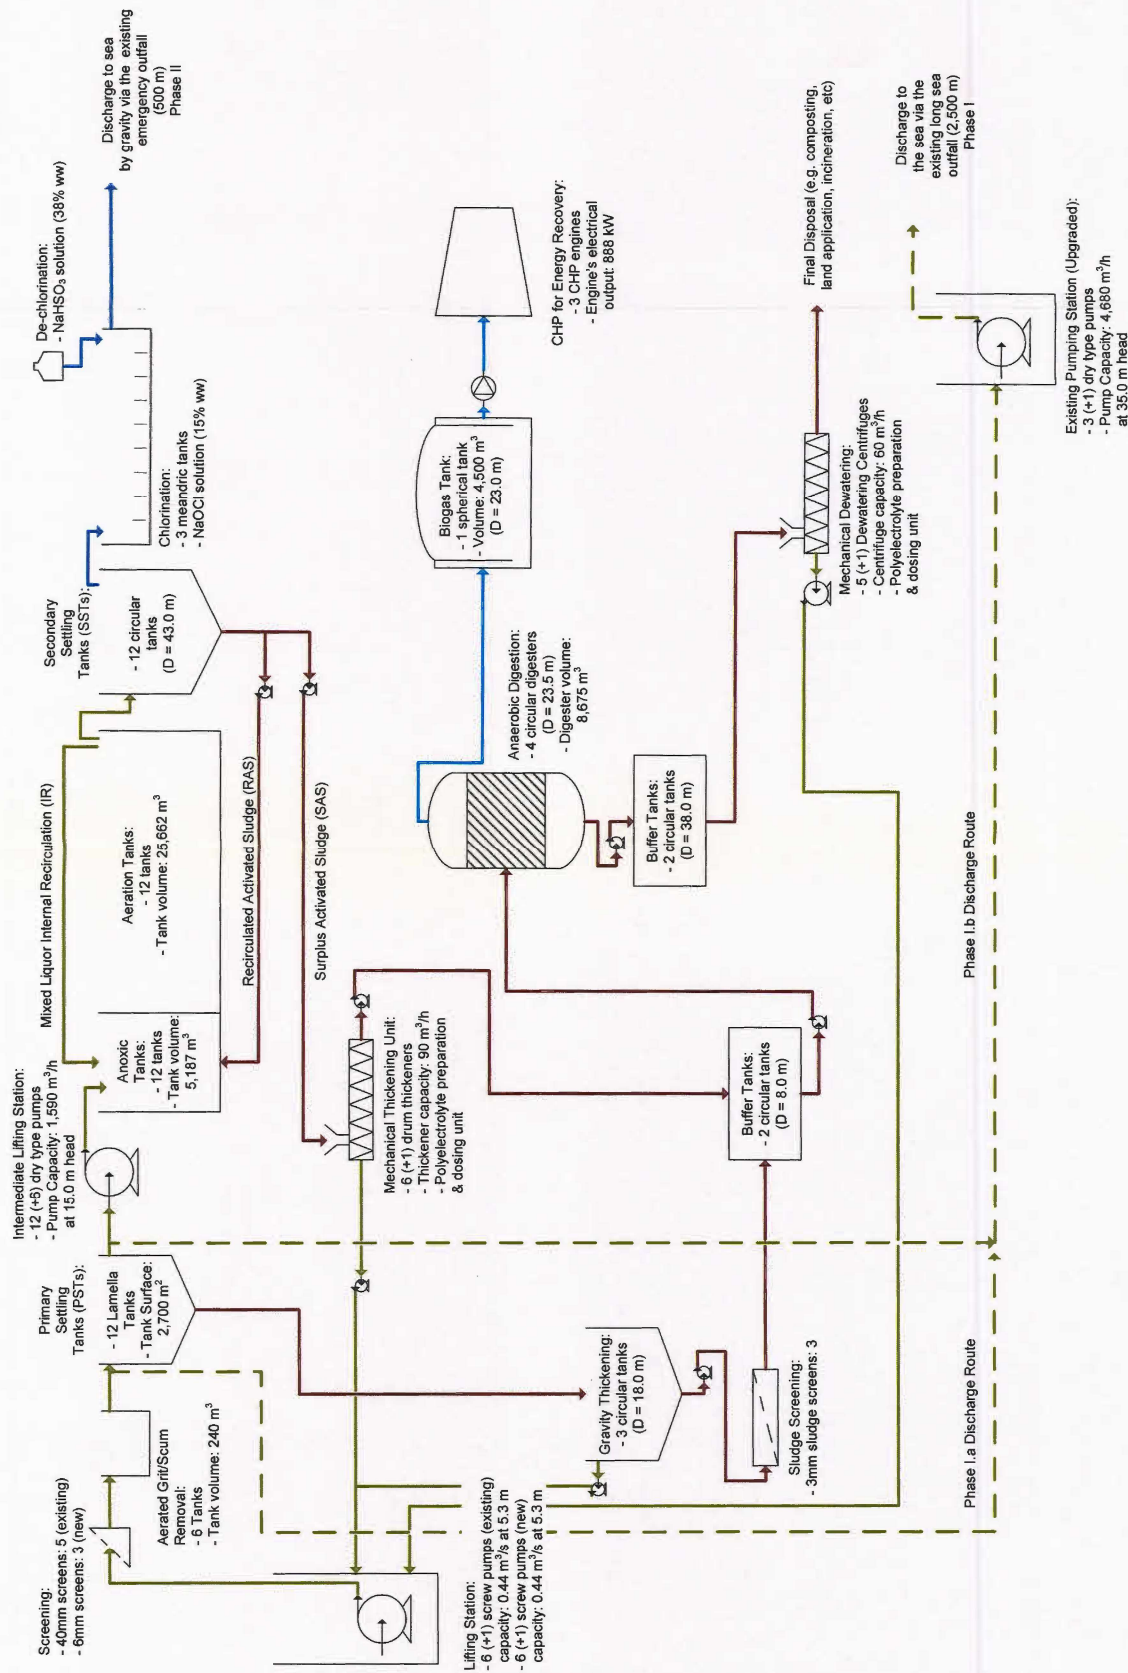 Screening:
- 40mm screens: 5 (existing)
- 6mm screens: 3 (new)
Aerated Grit/Scum
Removal:
- 6 Tanks
- Tank volume: 240 m³
Lifting Station:
- 6 (+1) screw pumps (existing)
capacity: 0.44 m³/s at 5.3 m
- 6 (+1) screw pumps (new)
capacity: 0.44 m³/s at 5.3 m
Primary
Settling
Tanks (PSTs):
- 12 Lamella
Tanks
- Tank Surface:
2,700 m²
Intermediate Lifting Station:
- 12 (+6) dry type pumps
- Pump Capacity: 1,590 m³/h
at 15.0 m head
Mixed Liquor Internal Recirculation (IR)
Anoxic
Tanks:
- 12 tanks
- Tank volume:
5,187 m³
Aeration Tanks:
- 12 tanks
- Tank volume: 25,662 m³
Recirculated Activated Sludge (RAS)
Surplus Activated Sludge (SAS)
Secondary
Settling
Tanks (SSTs):
- 12 circular
tanks
(D = 43.0 m)
Chlorination:
- 3 meandric tanks
- NaOCl solution (15% ww)
De-chlorination:
- NaHSO₃ solution (38% ww)
Discharge to sea
by gravity via the existing
emergency outfall
(500 m)
Phase II
Mechanical Thickening Unit:
- 6 (+1) drum thickeners
- Thickener capacity: 90 m³/h
- Polyelectrolyte preparation
& dosing unit
Gravity Thickening:
- 3 circular tanks
(D = 18.0 m)
Sludge Screening:
- 3mm sludge screens: 3
Buffer Tanks:
- 2 circular tanks
(D = 8.0 m)
Anaerobic Digestion:
- 4 circular digesters
(D = 23.5 m)
- Digester volume:
8,675 m³
Buffer Tanks:
- 2 circular tanks
(D = 38.0 m)
Biogas Tank:
- 1 spherical tank
- Volume: 4,500 m³
(D = 23.0 m)
CHP for Energy Recovery:
- 3 CHP engines
- Engine's electrical
output: 888 kW
Mechanical Dewatering:
- 5 (+1) Dewatering Centrifuges
- Centrifuge capacity: 60 m³/h
- Polyelectrolyte preparation
& dosing unit
Final Disposal (e.g. composting,
land application, incineration, etc)
Phase I.a Discharge Route
Phase I.b Discharge Route
Discharge to
the sea via the
existing long sea
outfall (2,500 m)
Phase I
Existing Pumping Station (Upgraded):
- 3 (+1) dry type pumps
- Pump Capacity: 4,680 m³/h
at 35.0 m head